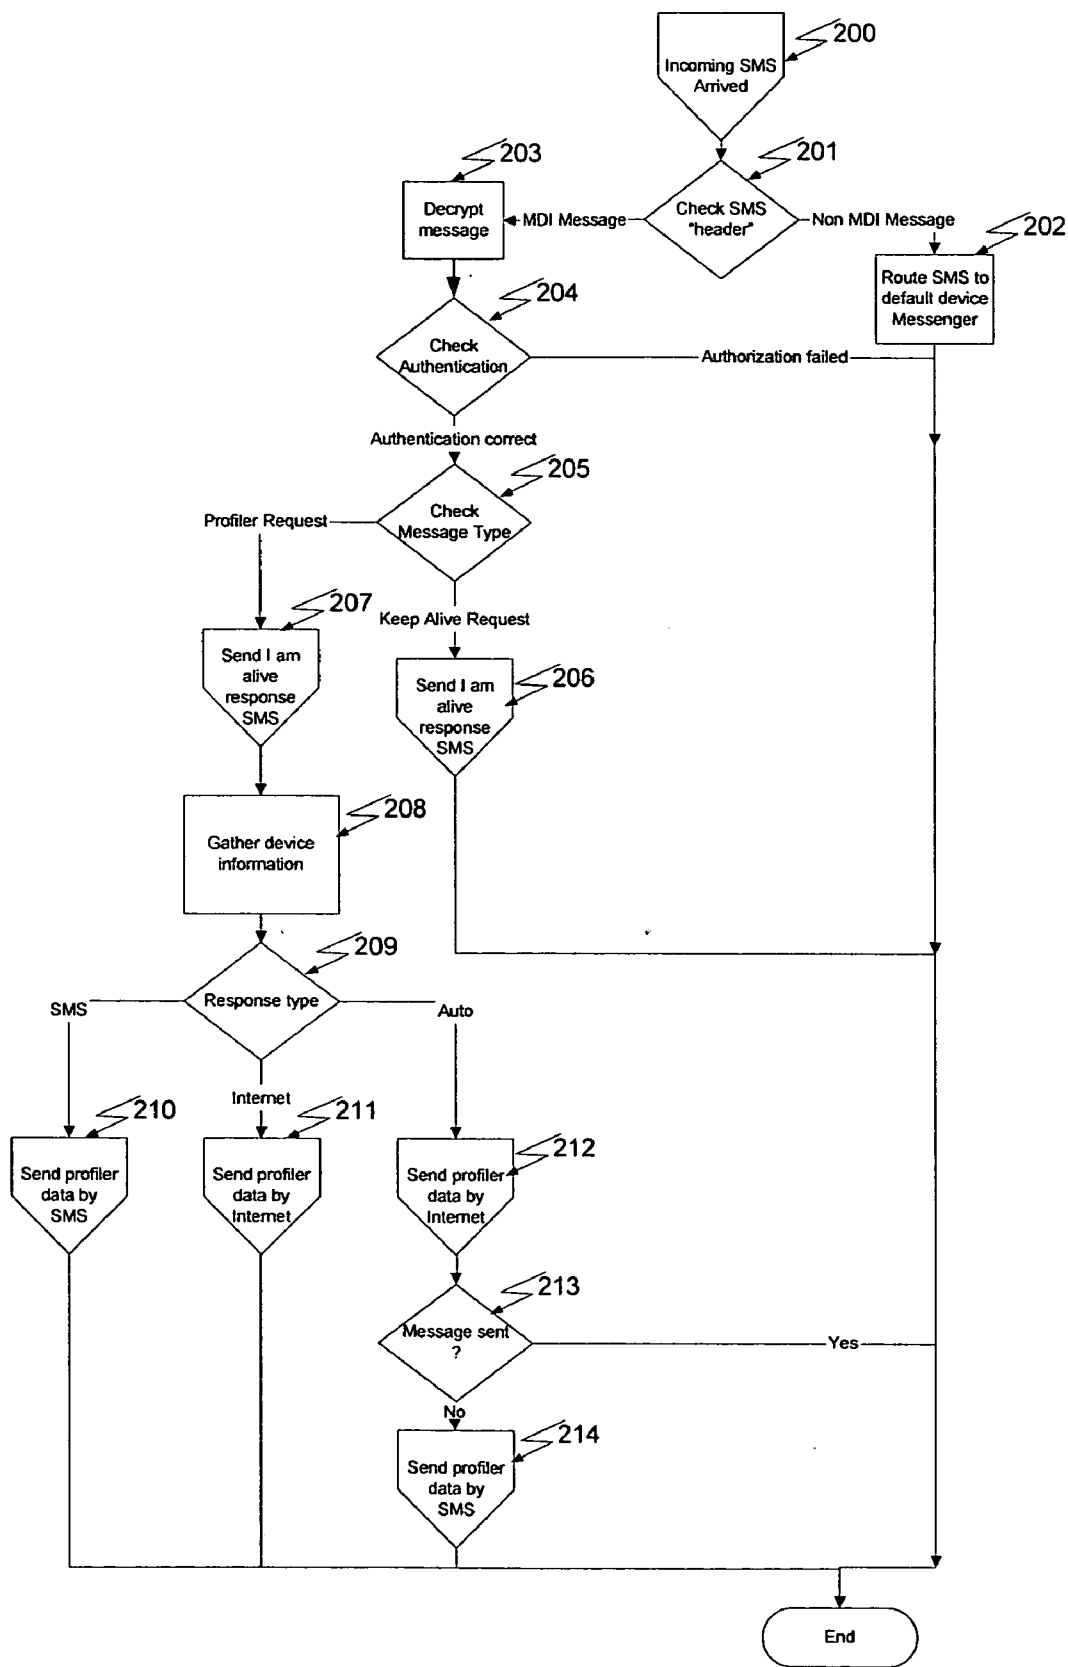 200
Incoming SMS
Arrived
203
201
Decrypt
message
MDI Message
Check SMS
"header"
Non MDI Message
202
Route SMS to
default device
Messenger
204
Check
Authentication
Authorization failed
Authentication correct
205
Check
Message Type
Profiler Request
207
Keep Alive Request
Send I am
alive
response
SMS
206
Send I am
alive
response
SMS
208
Gather device
information
209
Response type
SMS
Auto
Internet
210
211
212
Send profiler
data by
SMS
Send profiler
data by
Internet
Send profiler
data by
Internet
213
Message sent
?
Yes
No
214
Send profiler
data by
SMS
End